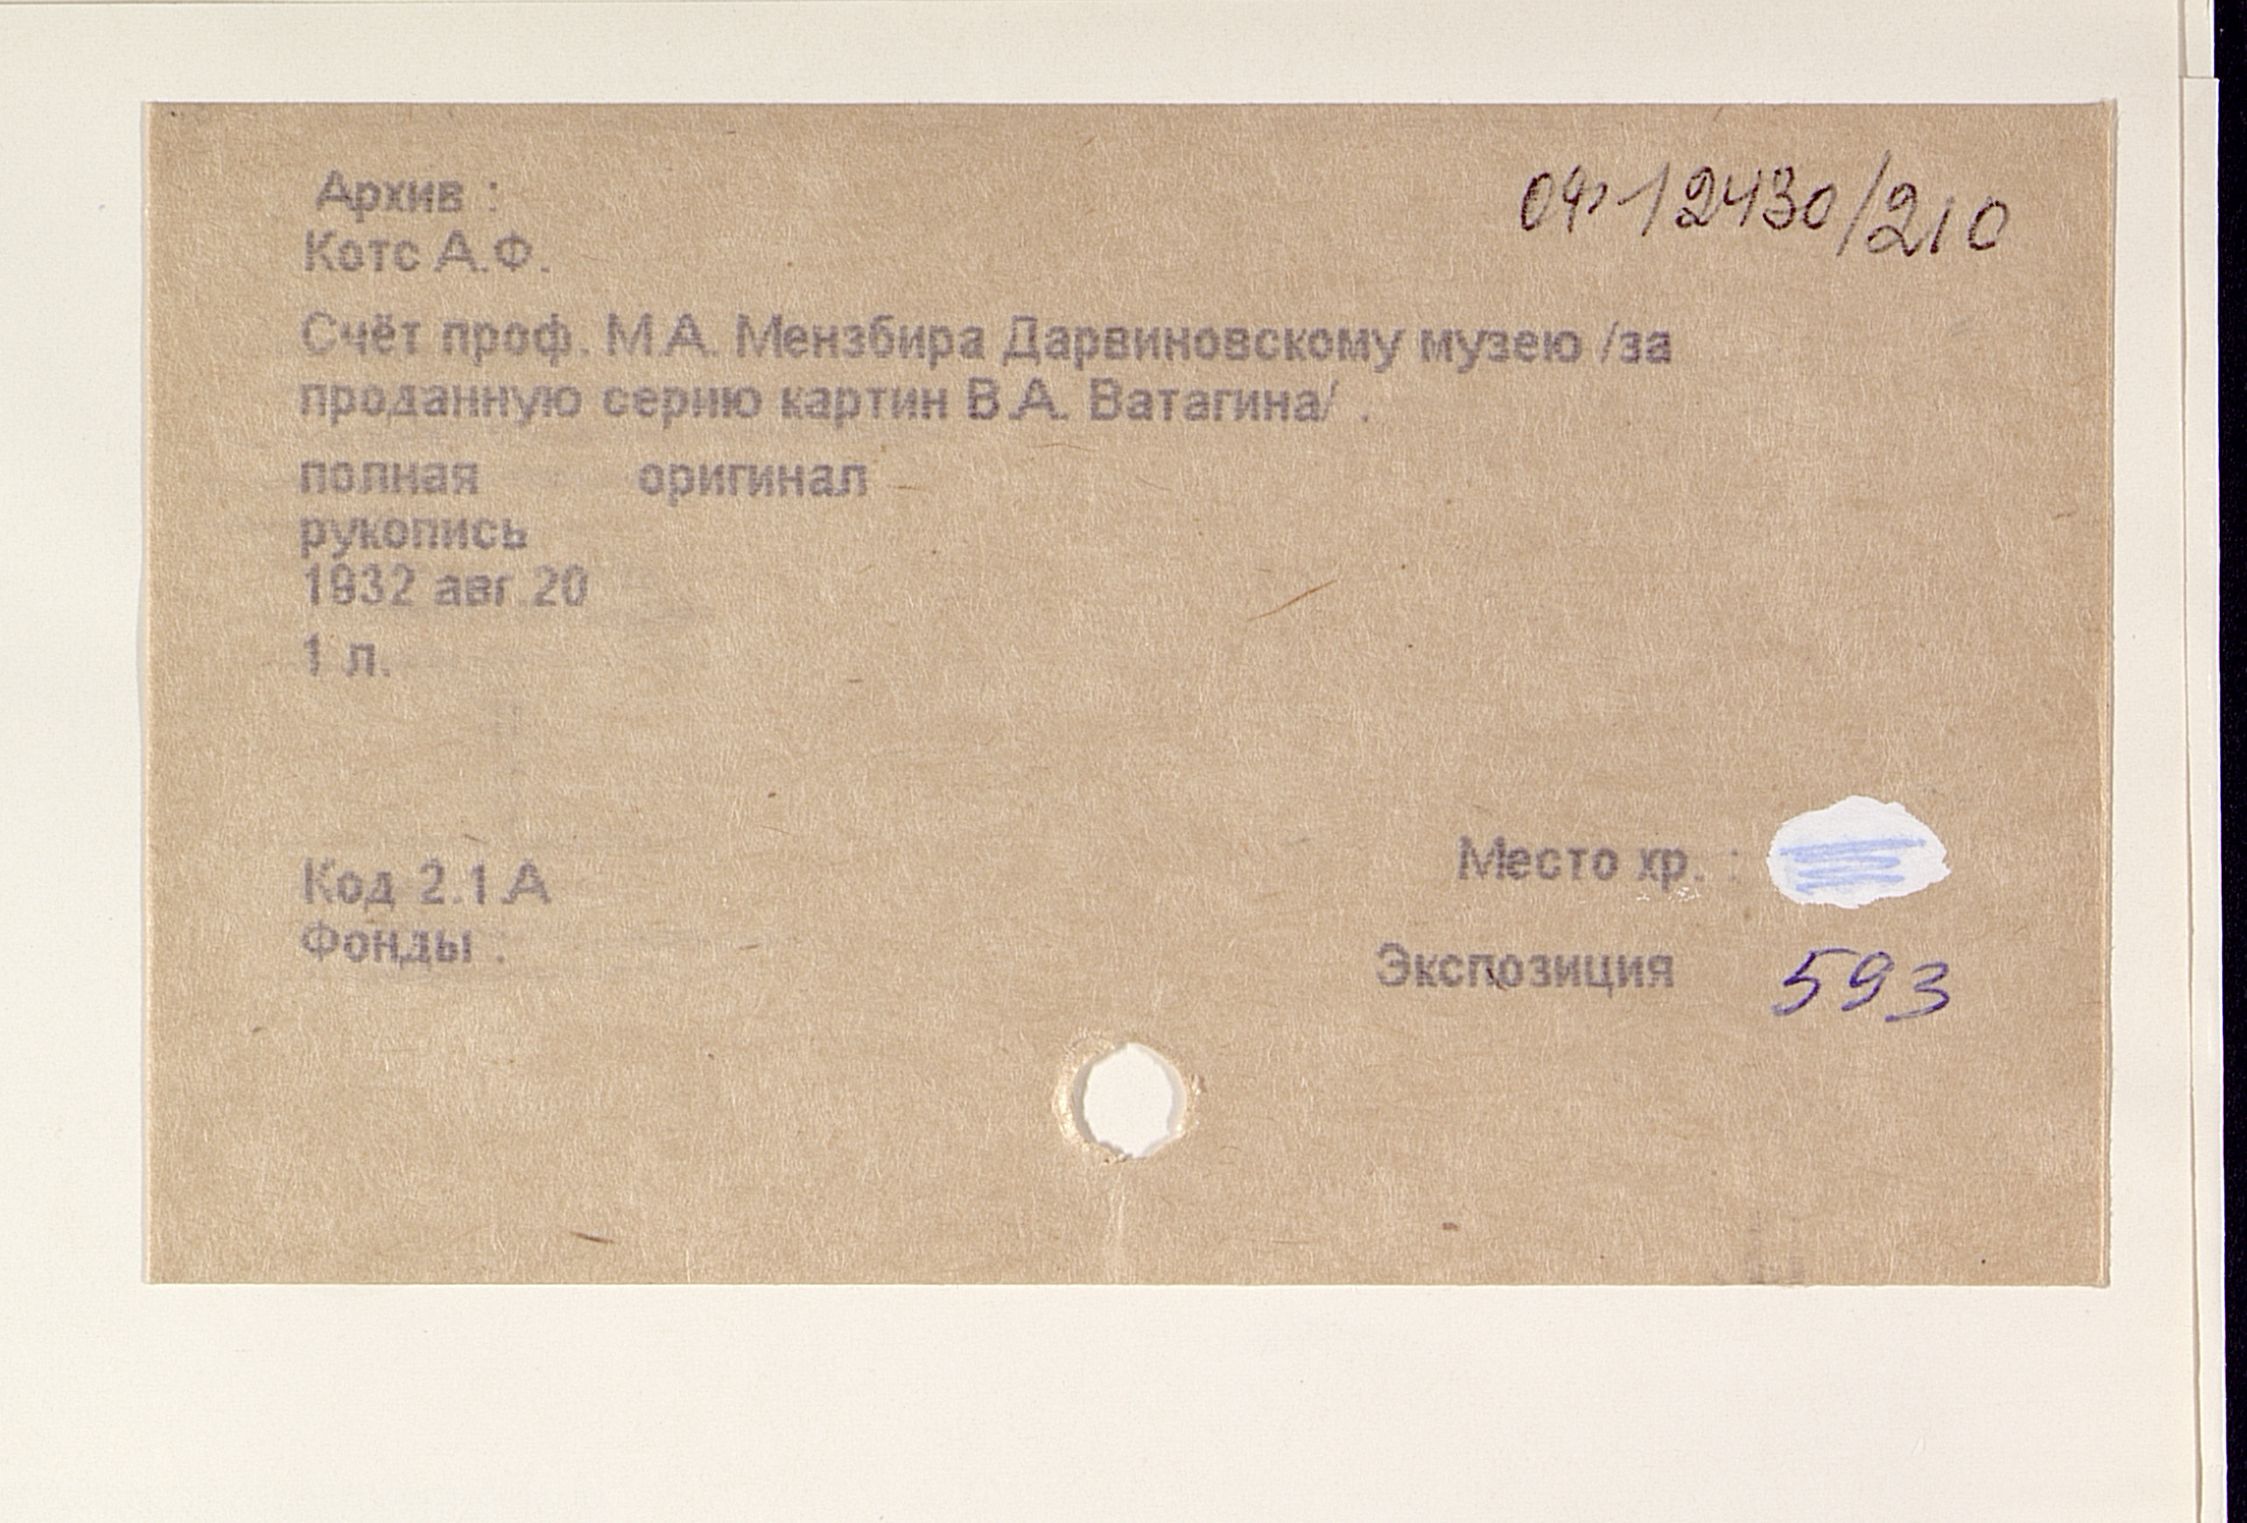 Архив :
ОФ-12430/210
Котс А.Ф.
Счёт проф. М.А. Мензбира Дарвиновскому музею /за
проданную серию картин В.А. Ватагина/ .
полная оригинал
рукопись
1932 авг.20
1 л.
Место хр. :
Код 2.1.А
Фонды :
Экспозиция 593